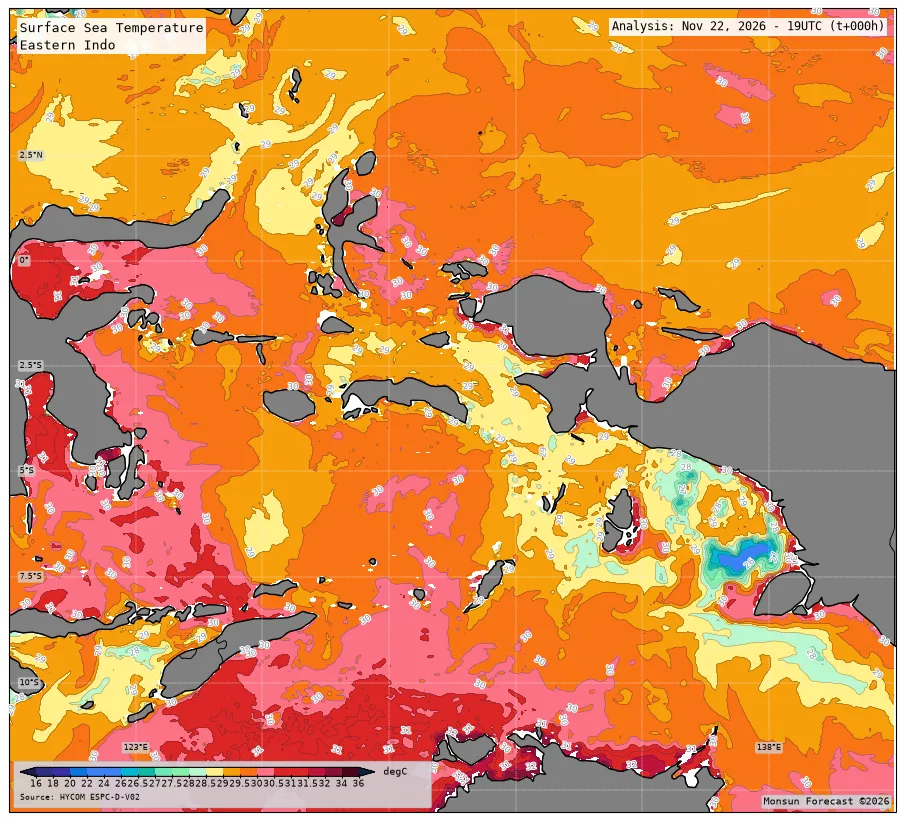 Surface Sea Temperature
Eastern Indo
Analysis: Nov 22, 2026 - 19UTC (t+000h)
2.5°N
0°
2.5°S
5°S
7.5°S
10°S
123°E
138°E
degC
16 18 20 22 24 26 26.5 27 27.5 28 28.5 29 29.5 30 30.5 31 31.5 32 34 36
Source: HYCOM ESPC-D-V02
Monsun Forecast ©2026